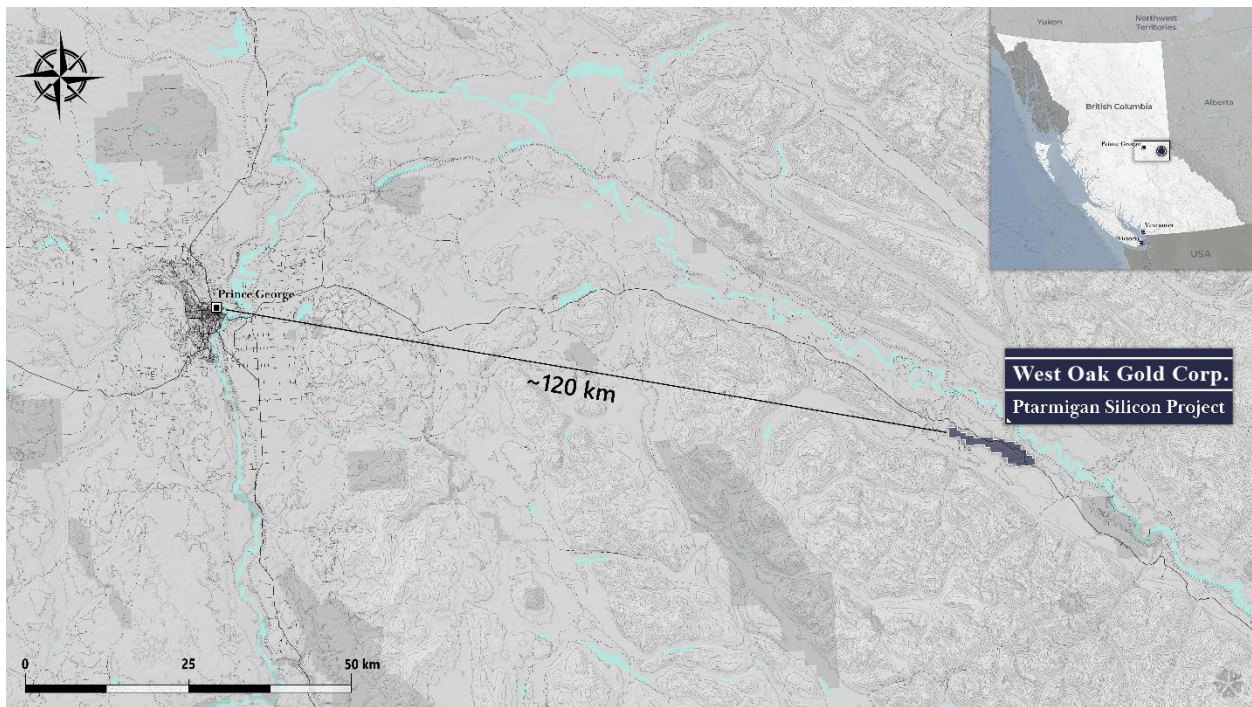 Yukon
Northwest
Territories
British Columbia
Alberta
Prince George
Vancouver
Victoria
USA
Prince George
~120 km
West Oak Gold Corp.
Ptarmigan Silicon Project
0 25 50 km